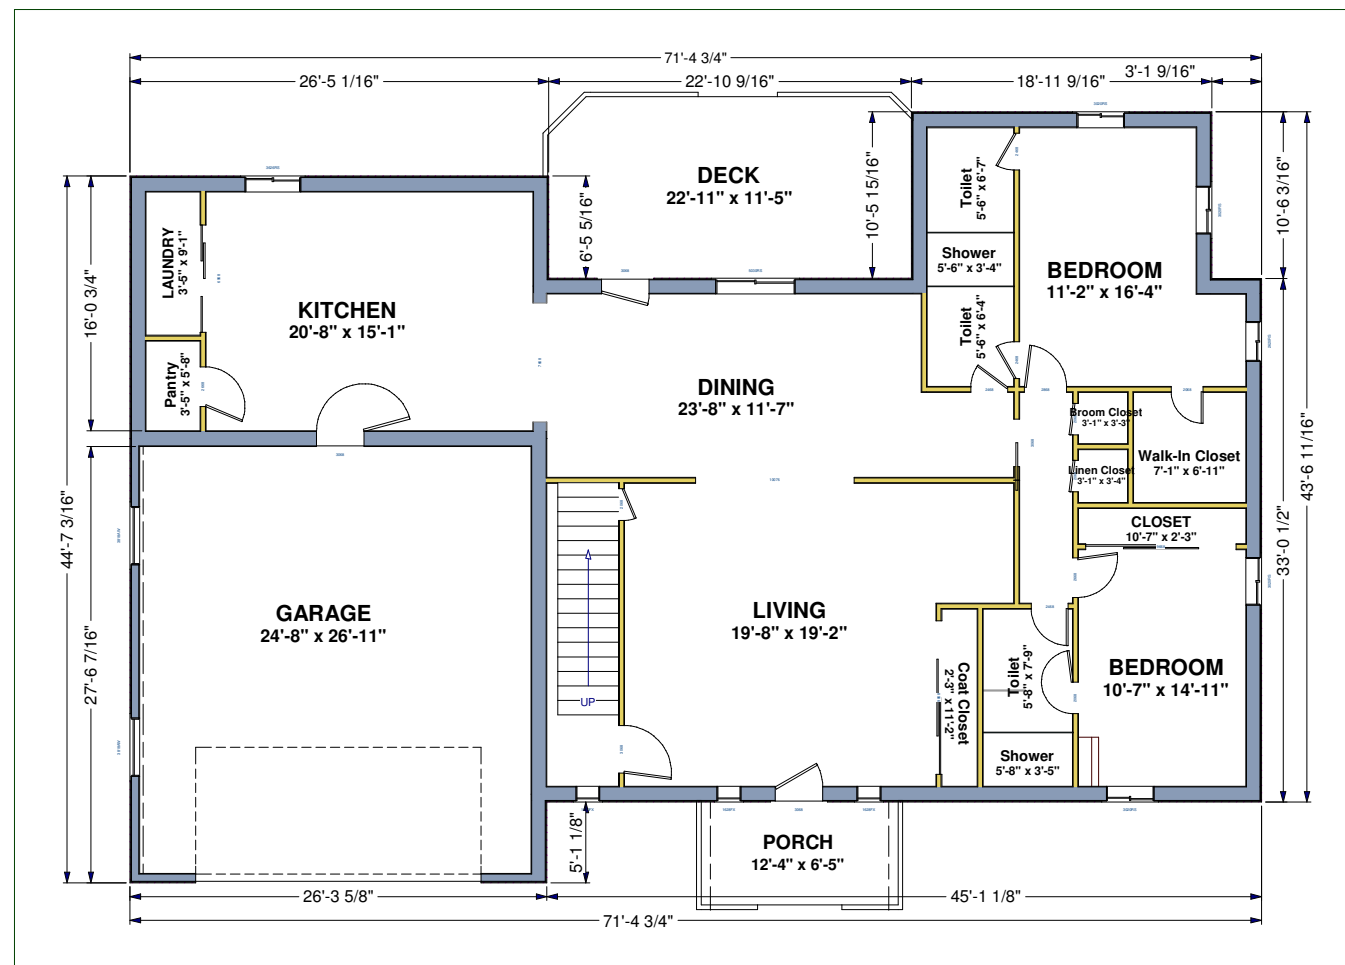 71'-4 3/4"
26'-5 1/16"
22'-10 9/16"
18'-11 9/16"
3'-1 9/16"
DECK
22'-11" x 11'-5"
6'-5 5/16"
10'-5 15/16"
10'-6 3/16"
Toilet
5'-6" x 6'-7"
Shower
5'-6" x 3'-4"
Toilet
5'-6" x 6'-4"
BEDROOM
11'-2" x 16'-4"
LAUNDRY
3'-5" x 9'-1"
KITCHEN
20'-8" x 15'-1"
Pantry
3'-5" x 5'-8"
16'-0 3/4"
DINING
23'-8" x 11'-7"
Broom Closet
3'-1" x 3'-3"
Walk-In Closet
7'-1" x 6'-11"
Linen Closet
3'-1" x 3'-4"
CLOSET
10'-7" x 2'-3"
44'-7 3/16"
43'-6 11/16"
33'-0 1/2"
27'-6 7/16"
GARAGE
24'-8" x 26'-11"
LIVING
19'-8" x 19'-2"
UP
Coat Closet
2'-3" x 11'-2"
Toilet
5'-8" x 7'-9"
Shower
5'-8" x 3'-5"
BEDROOM
10'-7" x 14'-11"
5'-1 1/8"
PORCH
12'-4" x 6'-5"
26'-3 5/8"
45'-1 1/8"
71'-4 3/4"